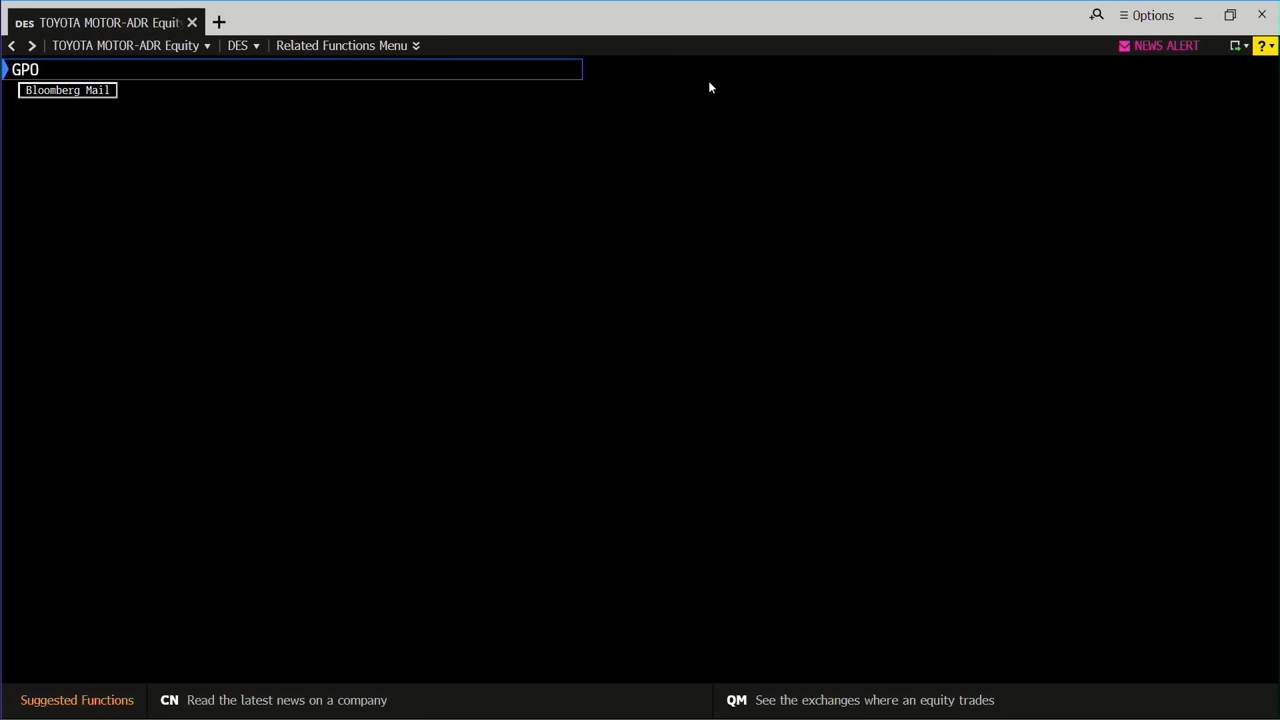 DES TOYOTA MOTOR-ADR Equit
Options
TOYOTA MOTOR-ADR Equity DES Related Functions Menu NEWS ALERT ?
GPO
Bloomberg Mail
Suggested Functions CN Read the latest news on a company QM See the exchanges where an equity trades